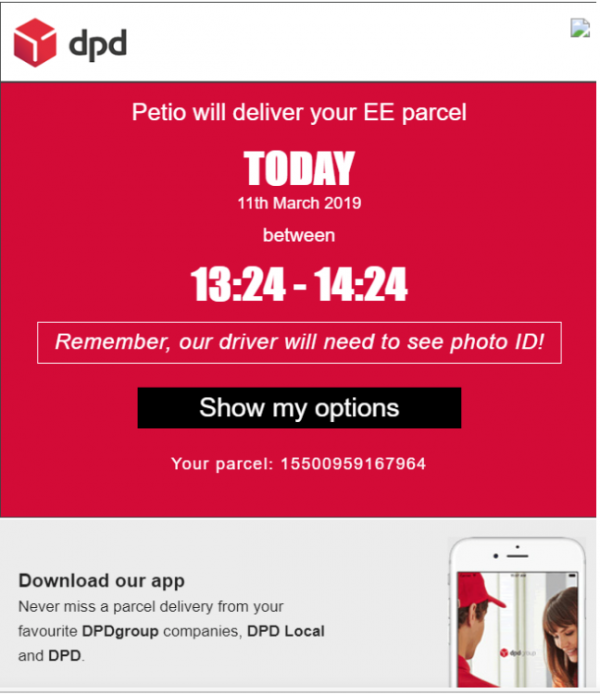 dpd
Petio will deliver your EE parcel
TODAY
11th March 2019
between
13:24 - 14:24
Remember, our driver will need to see photo ID!
Show my options
Your parcel: 15500959167964
Download our app
Never miss a parcel delivery from your
favourite DPDgroup companies, DPD Local
and DPD.
dpdgroup